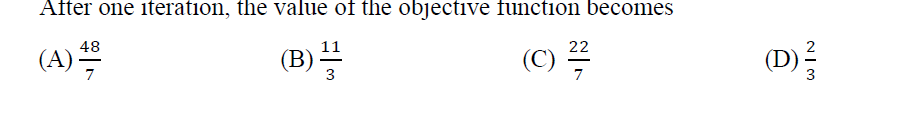 After one iteration, the value of the objective function becomes
(A) 48/7 (B) 11/3 (C) 22/7 (D) 2/3